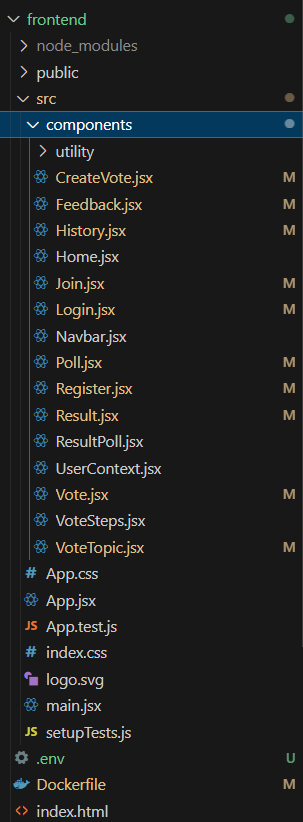 frontend
node_modules
public
src
components
utility
CreateVote.jsx M
Feedback.jsx M
History.jsx M
Home.jsx
Join.jsx M
Login.jsx M
Navbar.jsx
Poll.jsx M
Register.jsx M
Result.jsx M
ResultPoll.jsx
UserContext.jsx
Vote.jsx M
VoteSteps.jsx
VoteTopic.jsx M
# App.css
App.jsx
JS App.test.js
# index.css
logo.svg
main.jsx
JS setupTests.js
.env U
Dockerfile M
index.html